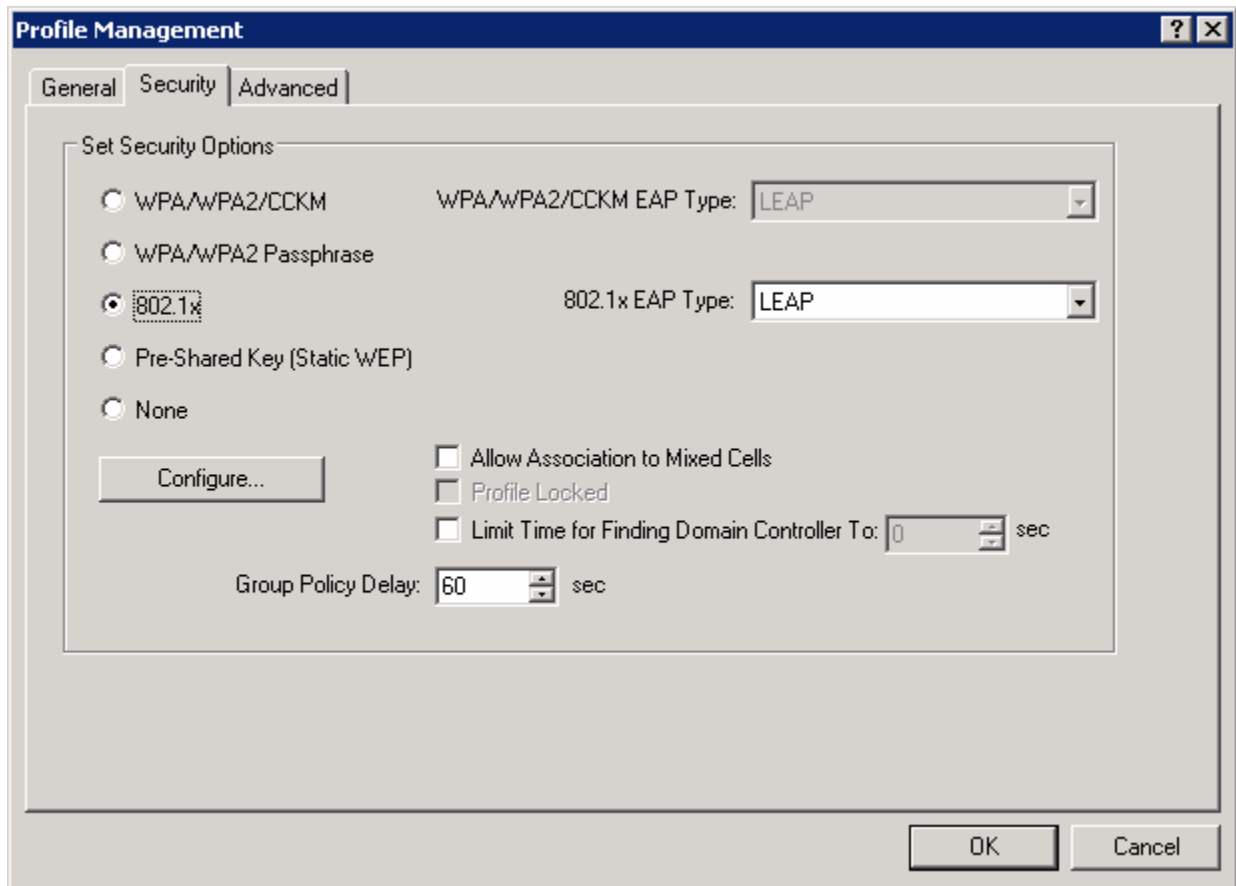 Profile Management
General Security Advanced
Set Security Options
WPA/WPA2/CCKM WPA/WPA2/CCKM EAP Type: LEAP
WPA/WPA2 Passphrase
802.1x 802.1x EAP Type: LEAP
Pre-Shared Key (Static WEP)
None
Configure... Allow Association to Mixed Cells
Profile Locked
Limit Time for Finding Domain Controller To: 0 sec
Group Policy Delay: 60 sec
OK Cancel